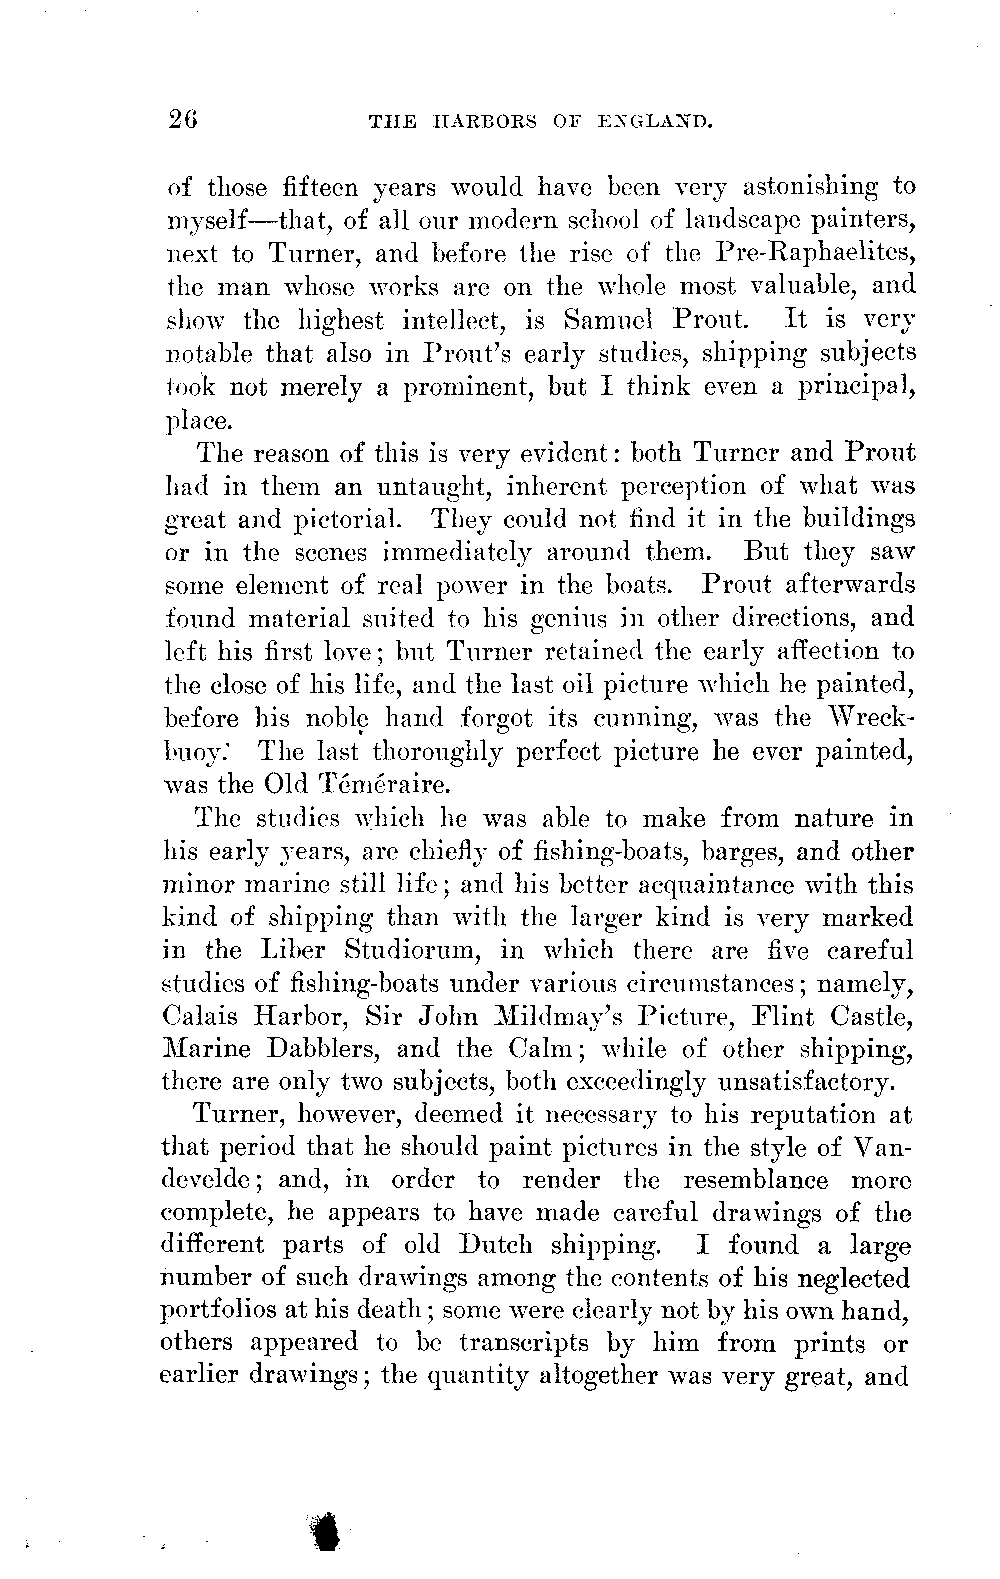 26 THE HARBORS OF ENGLAND.
of those fifteen years would have been very astonishing to
myself—that, of all our modern school of landscape painters,
next to Turner, and before the rise of the Pre-Raphaelites,
the man whose works are on the whole most valuable, and
show the highest intellect, is Samuel Prout. It is very
notable that also in Prout's early studies, shipping subjects
took not merely a prominent, but I think even a principal,
place.
The reason of this is very evident: both Turner and Prout
had in them an untaught, inherent perception of what was
great and pictorial. They could not find it in the buildings
or in the scenes immediately around them. But they saw
some element of real power in the boats. Prout afterwards
found material suited to his genius in other directions, and
left his first love; but Turner retained the early affection to
the close of his life, and the last oil picture which he painted,
before his noble hand forgot its cunning, was the Wreck-
buoy. The last thoroughly perfect picture he ever painted,
was the Old Téméraire.
The studies which he was able to make from nature in
his early years, are chiefly of fishing-boats, barges, and other
minor marine still life; and his better acquaintance with this
kind of shipping than with the larger kind is very marked
in the Liber Studiorum, in which there are five careful
studies of fishing-boats under various circumstances; namely,
Calais Harbor, Sir John Mildmay's Picture, Flint Castle,
Marine Dabblers, and the Calm; while of other shipping,
there are only two subjects, both exceedingly unsatisfactory.
Turner, however, deemed it necessary to his reputation at
that period that he should paint pictures in the style of Van-
develde; and, in order to render the resemblance more
complete, he appears to have made careful drawings of the
different parts of old Dutch shipping. I found a large
number of such drawings among the contents of his neglected
portfolios at his death; some were clearly not by his own hand,
others appeared to be transcripts by him from prints or
earlier drawings; the quantity altogether was very great, and